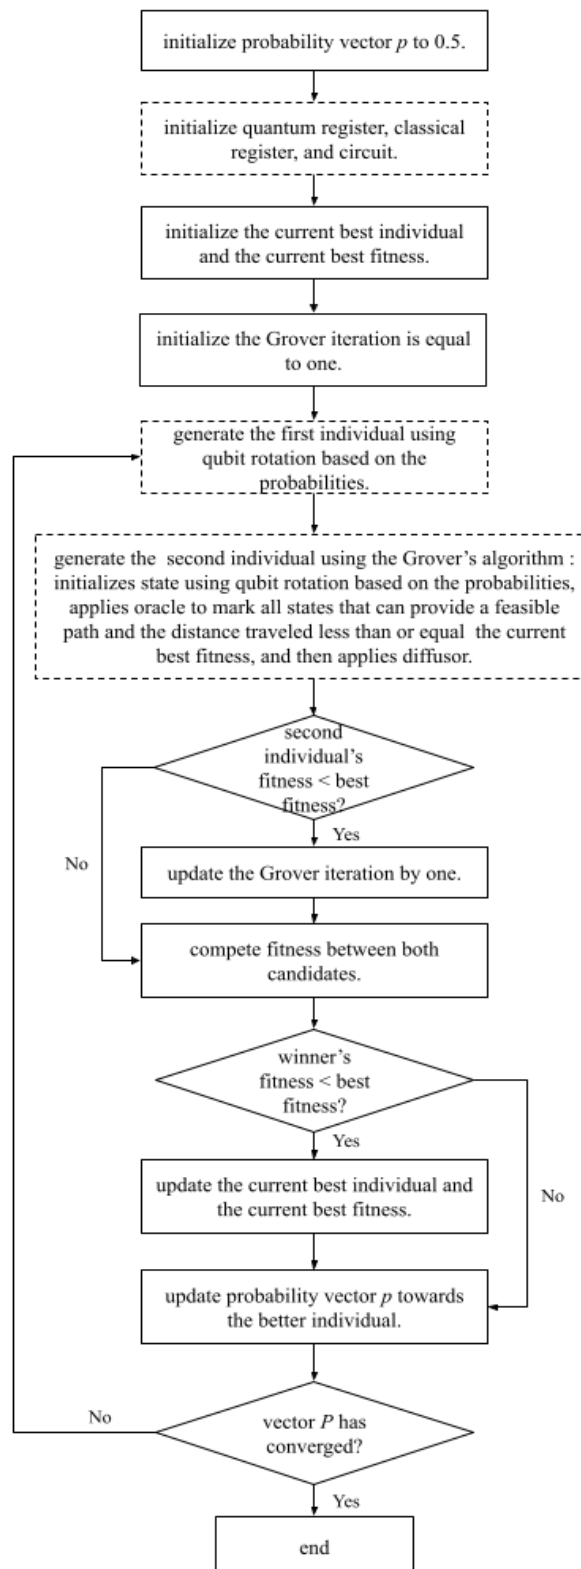 initialize probability vector p to 0.5.
initialize quantum register, classical
register, and circuit.
initialize the current best individual
and the current best fitness.
initialize the Grover iteration is equal
to one.
generate the first individual using
qubit rotation based on the
probabilities.
generate the second individual using the Grover's algorithm :
initializes state using qubit rotation based on the probabilities,
applies oracle to mark all states that can provide a feasible
path and the distance traveled less than or equal the current
best fitness, and then applies diffusor.
second
individual's
fitness < best
fitness?
Yes
No
update the Grover iteration by one.
compete fitness between both
candidates.
winner's
fitness < best
fitness?
Yes
No
update the current best individual and
the current best fitness.
update probability vector p towards
the better individual.
No
vector P has
converged?
Yes
end